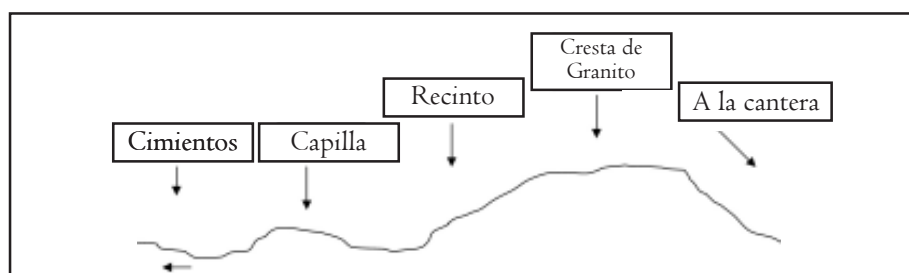 Cresta de
Granito
Recinto
A la cantera
Cimientos
Capilla